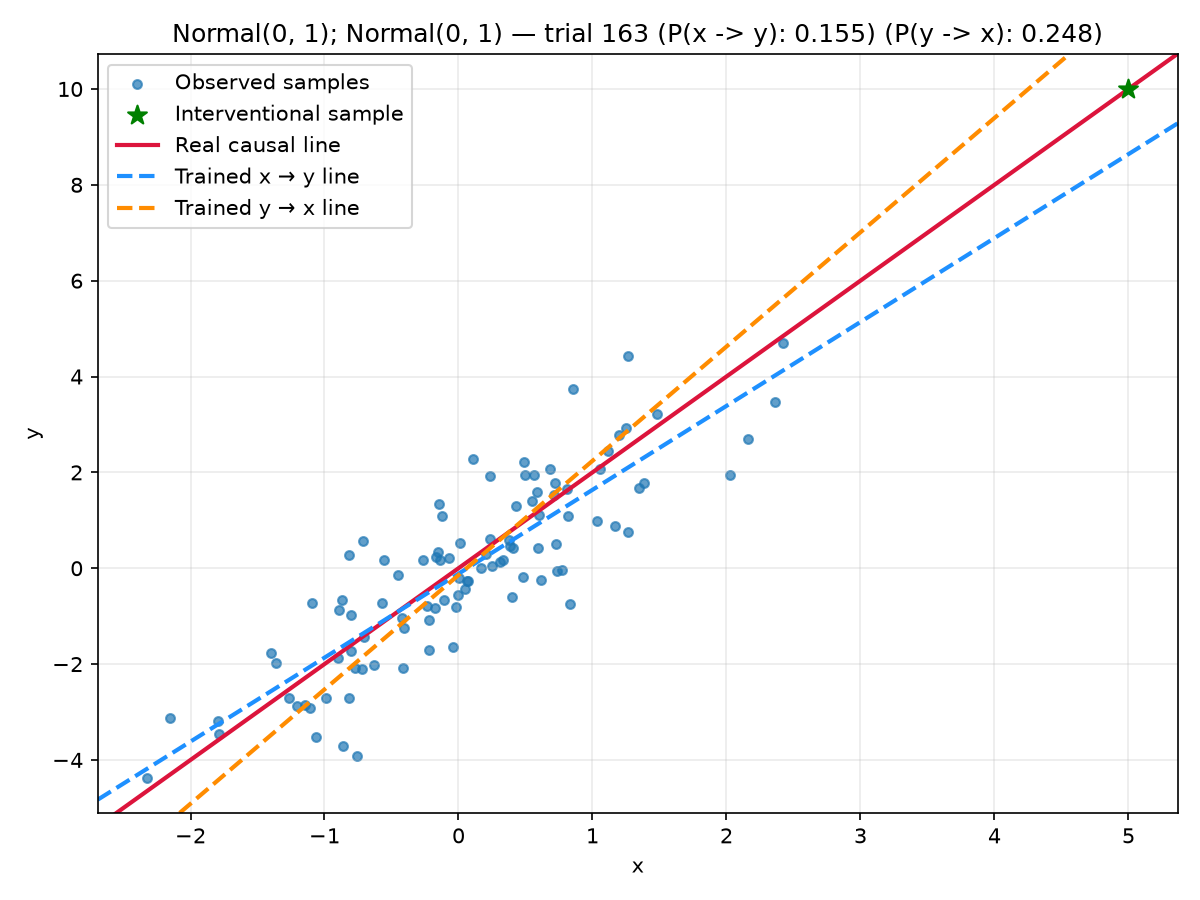 Normal(0, 1); Normal(0, 1) — trial 163 (P(x -> y): 0.155) (P(y -> x): 0.248)
Observed samples
Interventional sample
Real causal line
Trained x → y line
Trained y → x line
10
8
6
4
2
0
−2
−4
y
−2 −1 0 1 2 3 4 5
x